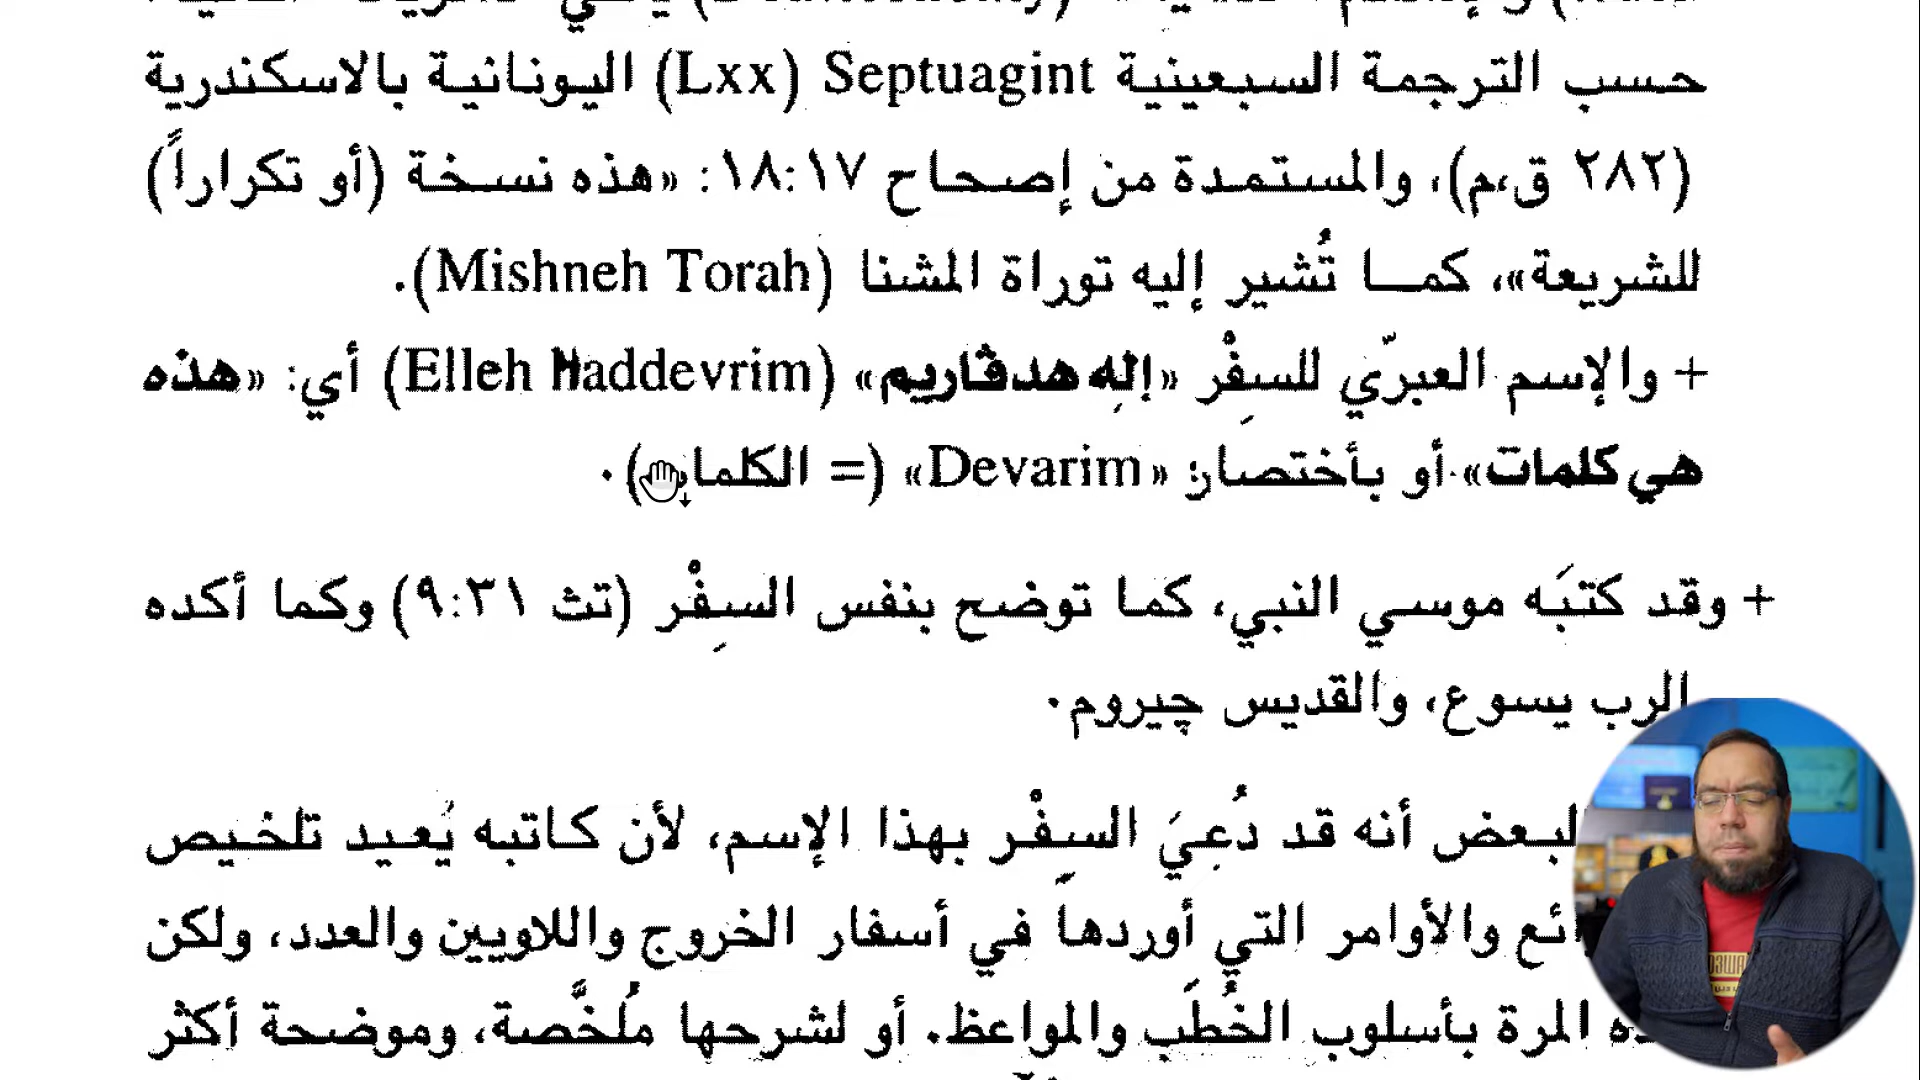 حسب الترجمة السبعينية Septuagint (Lxx) اليونانية بالاسكندرية
(٢٨٢ ق،م)، والمستمدة من إصحاح ١٨:١٧: «هذه نسخة (أو تكراراً)
للشريعة»، كما تُشير إليه توراة المشنا (Mishneh Torah).
+ والإسم العبرّي للسِفْر «إلِه هدڤاريم» (Elleh Haddevrim) أي: «هذه
هي كلمات» أو بأختصار: «Devarim» (= الكلمات).
+ وقد كتبَه موسي النبي، كما توضح بنفس السِفْر (تث ٩:٣١) وكما أكده
الرب يسوع، والقديس چيروم.
البعض أنه قد دُعِيَ السِفْر بهذا الإسم، لأن كاتبه يُعيد تلخيص
والأوامر التي أوردها في أسفار الخروج واللاويين والعدد، ولكن
المرة بأسلوب الخُطَب والمواعظ. أو لشرحها مُلخَّصة، وموضحة أكثر